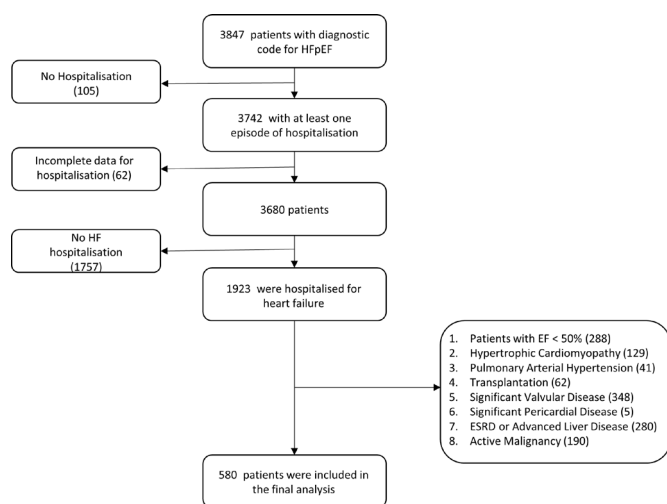 3847 patients with diagnostic
code for HFpEF
No Hospitalisation
(105)
3742 with at least one
episode of hospitalisation
Incomplete data for
hospitalisation (62)
3680 patients
No HF
hospitalisation
(1757)
1923 were hospitalised for
heart failure
1. Patients with EF < 50% (288)
2. Hypertrophic Cardiomyopathy (129)
3. Pulmonary Arterial Hypertension (41)
4. Transplantation (62)
5. Significant Valvular Disease (348)
6. Significant Pericardial Disease (5)
7. ESRD or Advanced Liver Disease (280)
8. Active Malignancy (190)
580 patients were included in
the final analysis